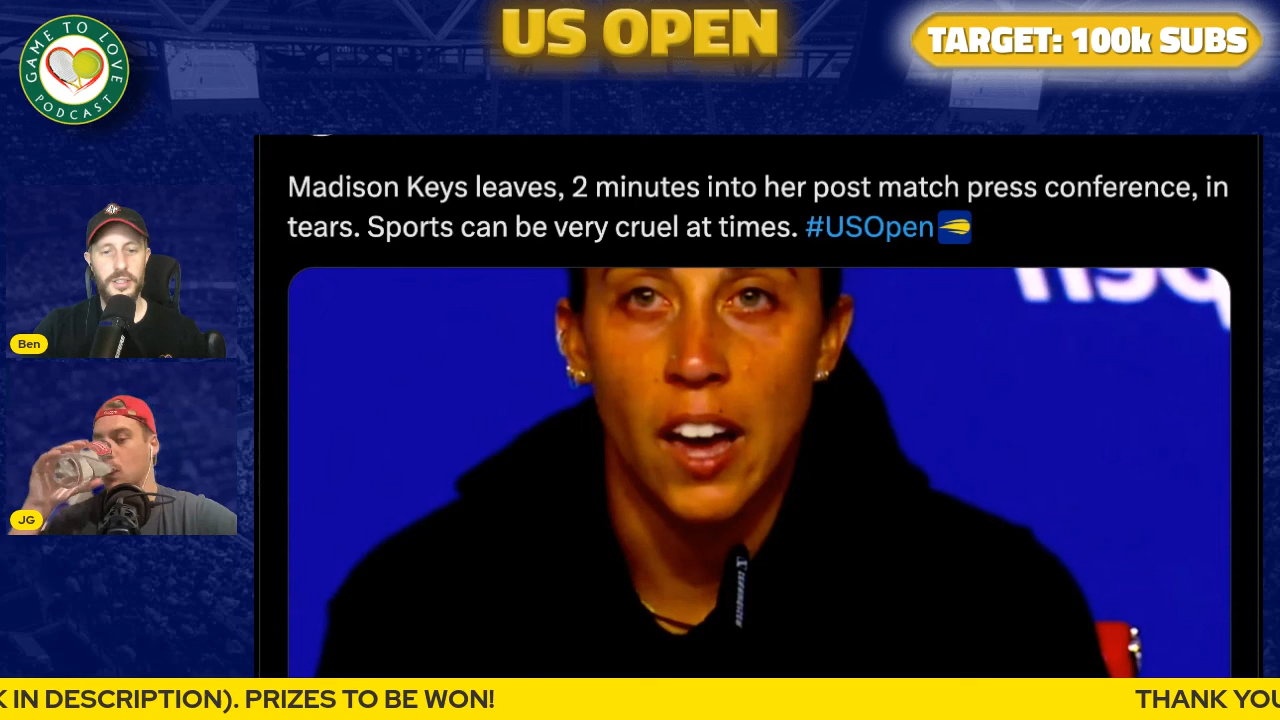 GAME TO LOVE
PODCAST
US OPEN
TARGET: 100k SUBS
Madison Keys leaves, 2 minutes into her post match press conference, in
tears. Sports can be very cruel at times. #USOpen
Ben
JG
K IN DESCRIPTION). PRIZES TO BE WON!
THANK YOU